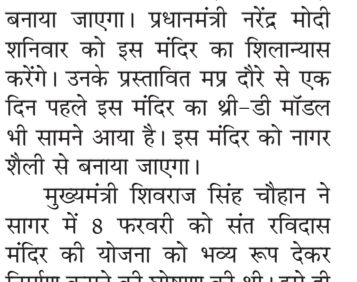 बनाया जाएगा। प्रधानमंत्री नरेंद्र मोदी
शनिवार को इस मंदिर का शिलान्यास
करेंगे। उनके प्रस्तावित मप्र दौरे से एक
दिन पहले इस मंदिर का थ्री-डी मॉडल
भी सामने आया है। इस मंदिर को नागर
शैली से बनाया जाएगा।
मुख्यमंत्री शिवराज सिंह चौहान ने
सागर में 8 फरवरी को संत रविदास
मंदिर की योजना को भव्य रूप देकर